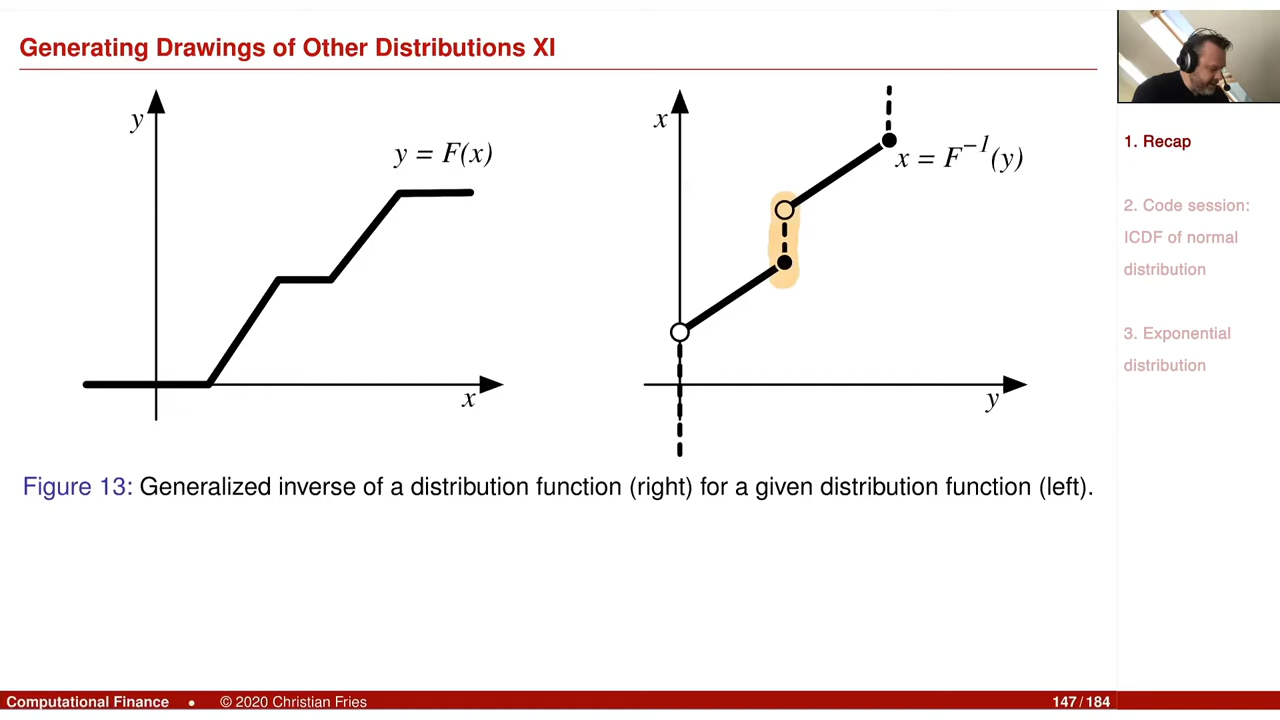 Generating Drawings of Other Distributions XI
y
y = F(x)
x
x
x = F⁻¹(y)
y
Figure 13: Generalized inverse of a distribution function (right) for a given distribution function (left).
1. Recap
2. Code session:
ICDF of normal
distribution
3. Exponential
distribution
Computational Finance • © 2020 Christian Fries 147 / 184